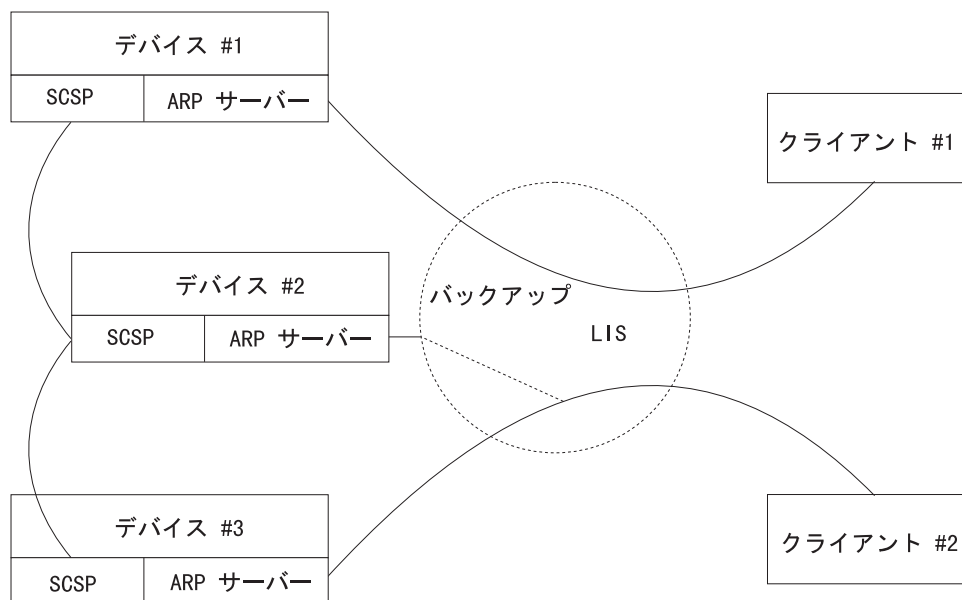 デバイス #1
SCSP
ARP サーバー
クライアント #1
デバイス #2
SCSP
ARP サーバー
バックアップ
LIS
デバイス #3
SCSP
ARP サーバー
クライアント #2